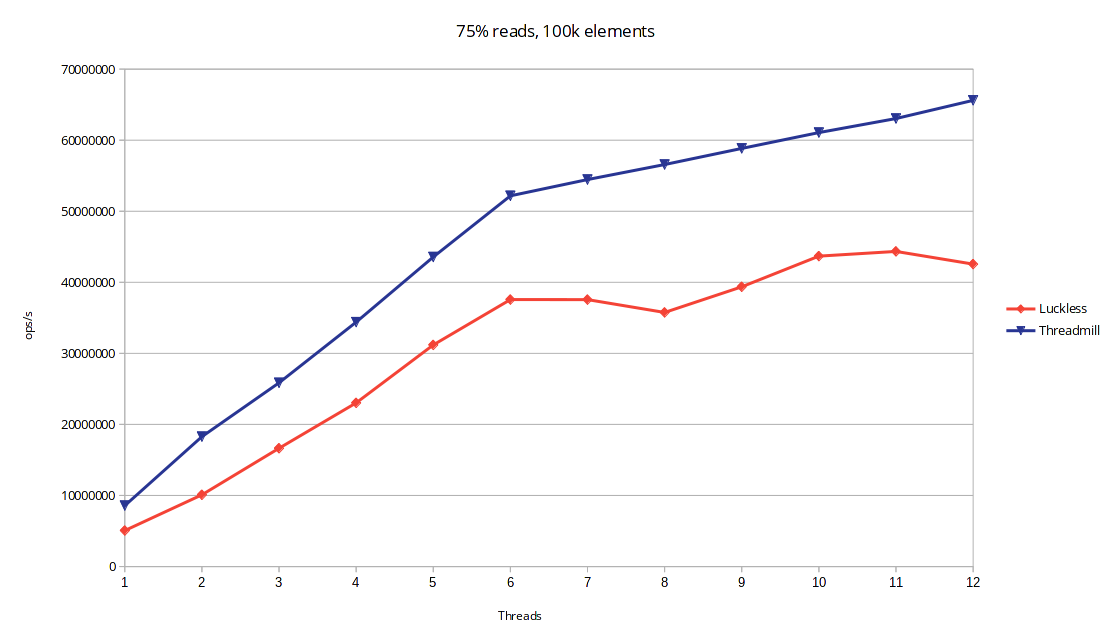 75% reads, 100k elements
70000000
60000000
50000000
40000000
30000000
20000000
10000000
0
ops/s
1 2 3 4 5 6 7 8 9 10 11 12
Threads
Luckless
Threadmill